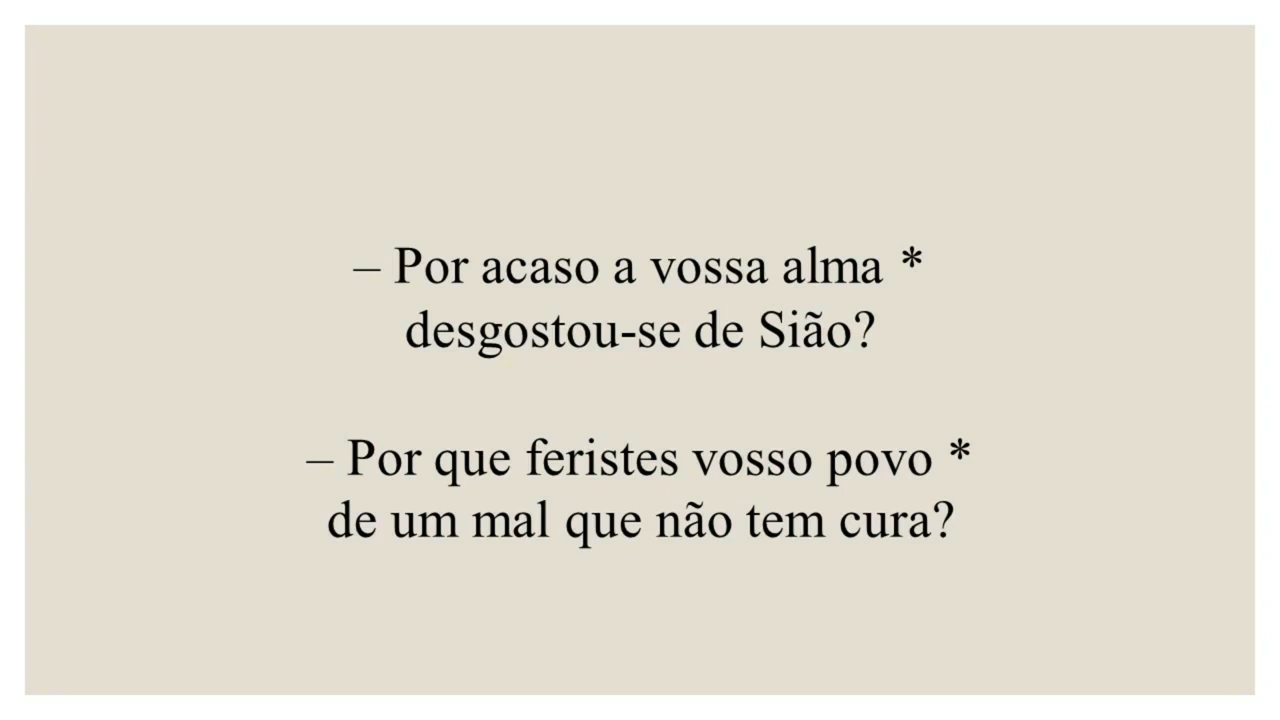 – Por acaso a vossa alma *
desgostou-se de Sião?
– Por que feristes vosso povo *
de um mal que não tem cura?